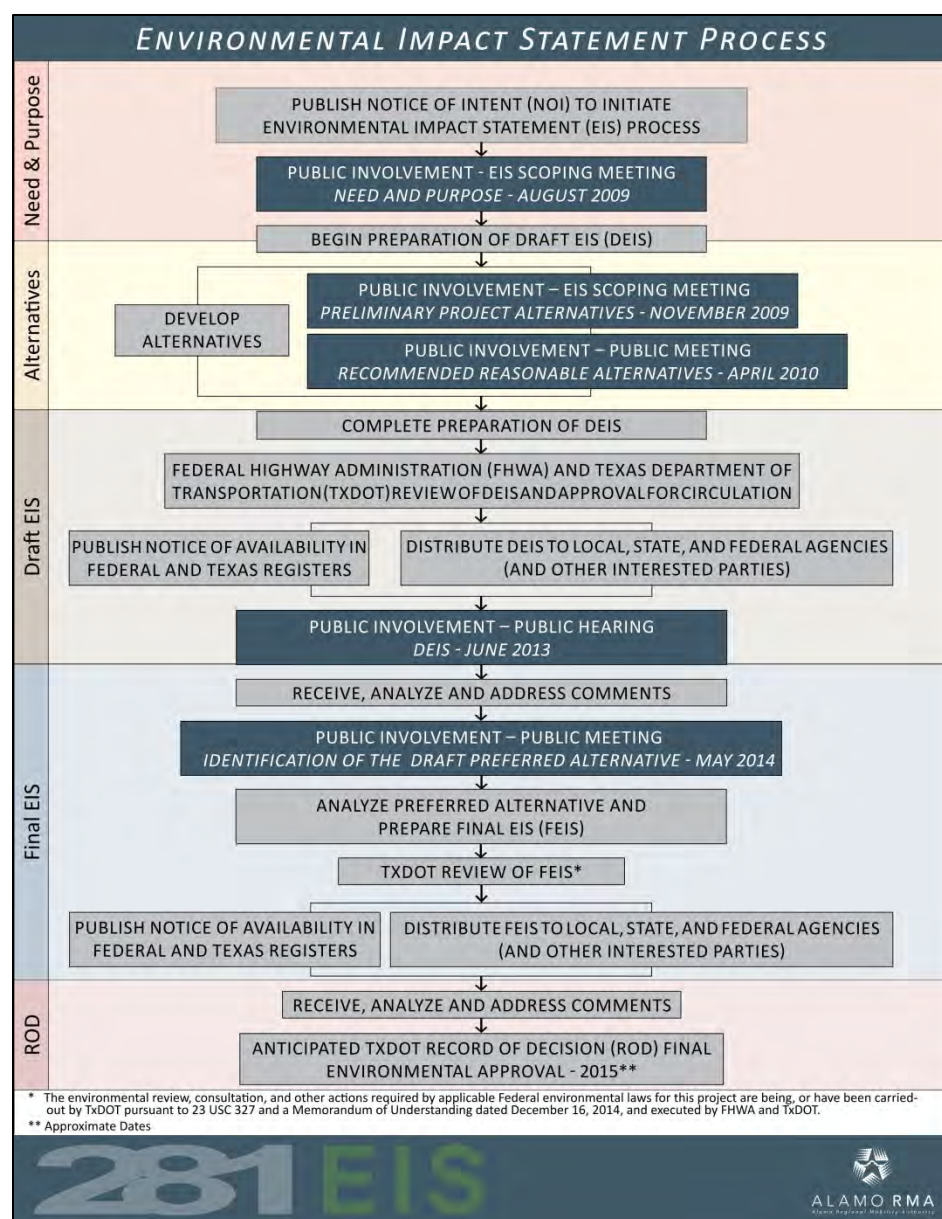 ENVIRONMENTAL IMPACT STATEMENT PROCESS
Need & Purpose
PUBLISH NOTICE OF INTENT (NOI) TO INITIATE
ENVIRONMENTAL IMPACT STATEMENT (EIS) PROCESS
PUBLIC INVOLVEMENT - EIS SCOPING MEETING
NEED AND PURPOSE - AUGUST 2009
BEGIN PREPARATION OF DRAFT EIS (DEIS)
Alternatives
DEVELOP
ALTERNATIVES
PUBLIC INVOLVEMENT – EIS SCOPING MEETING
PRELIMINARY PROJECT ALTERNATIVES - NOVEMBER 2009
PUBLIC INVOLVEMENT – PUBLIC MEETING
RECOMMENDED REASONABLE ALTERNATIVES - APRIL 2010
Draft EIS
COMPLETE PREPARATION OF DEIS
FEDERAL HIGHWAY ADMINISTRATION (FHWA) AND TEXAS DEPARTMENT OF
TRANSPORTATION(TXDOT)REVIEWOFDEISANDAPPROVALFORCIRCULATION
PUBLISH NOTICE OF AVAILABILITY IN
FEDERAL AND TEXAS REGISTERS
DISTRIBUTE DEIS TO LOCAL, STATE, AND FEDERAL AGENCIES
(AND OTHER INTERESTED PARTIES)
PUBLIC INVOLVEMENT – PUBLIC HEARING
DEIS - JUNE 2013
Final EIS
RECEIVE, ANALYZE AND ADDRESS COMMENTS
PUBLIC INVOLVEMENT – PUBLIC MEETING
IDENTIFICATION OF THE DRAFT PREFERRED ALTERNATIVE - MAY 2014
ANALYZE PREFERRED ALTERNATIVE AND
PREPARE FINAL EIS (FEIS)
TXDOT REVIEW OF FEIS*
PUBLISH NOTICE OF AVAILABILITY IN
FEDERAL AND TEXAS REGISTERS
DISTRIBUTE FEIS TO LOCAL, STATE, AND FEDERAL AGENCIES
(AND OTHER INTERESTED PARTIES)
ROD
RECEIVE, ANALYZE AND ADDRESS COMMENTS
ANTICIPATED TXDOT RECORD OF DECISION (ROD) FINAL
ENVIRONMENTAL APPROVAL - 2015**
* The environmental review, consultation, and other actions required by applicable Federal environmental laws for this project are being, or have been carried-
out by TxDOT pursuant to 23 USC 327 and a Memorandum of Understanding dated December 16, 2014, and executed by FHWA and TxDOT.
** Approximate Dates
281 EIS
ALAMO RMA
Alamo Regional Mobility Authority